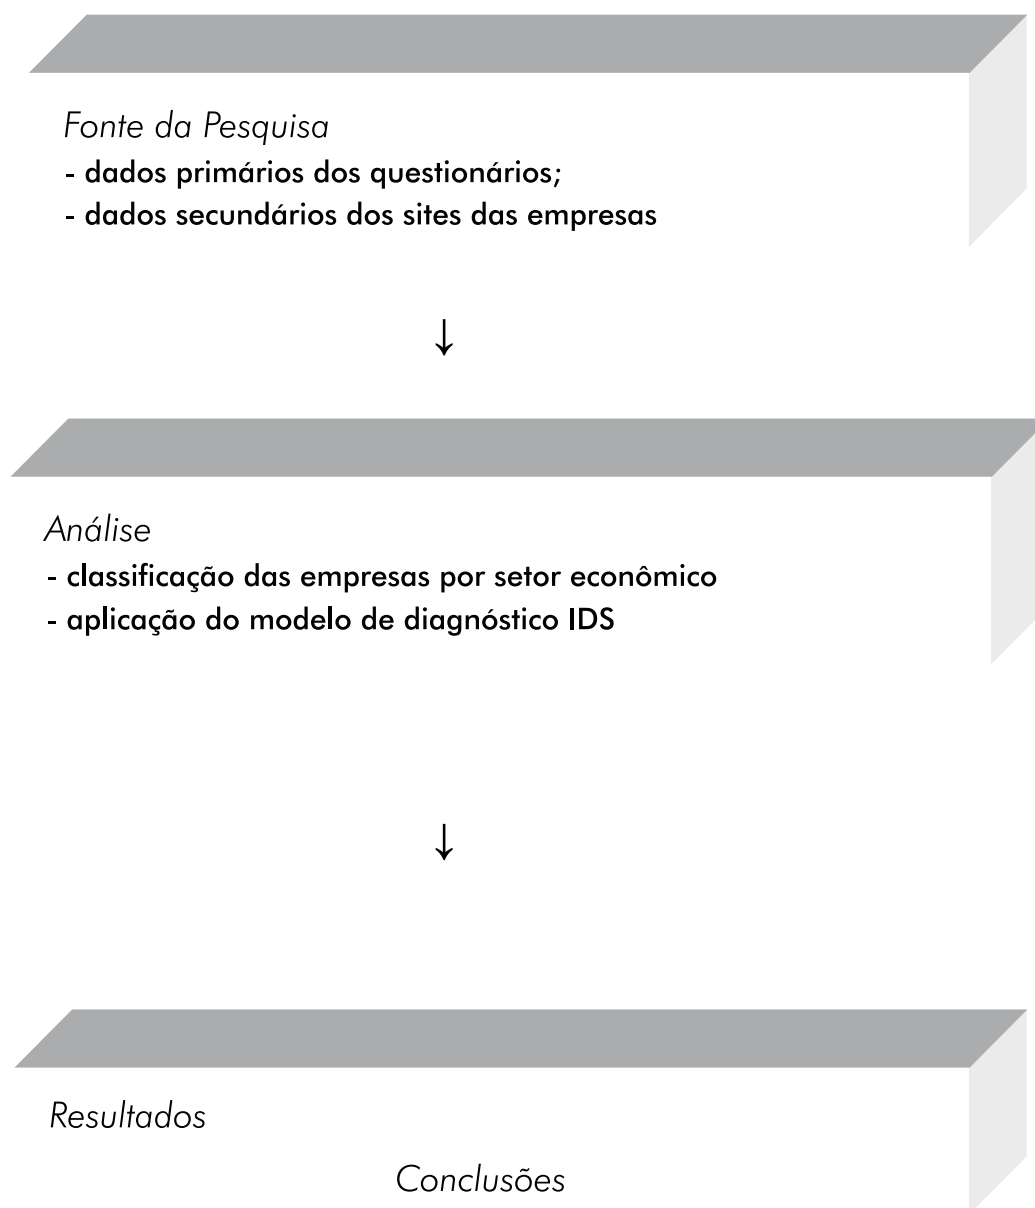 Fonte da Pesquisa
- dados primários dos questionários;
- dados secundários dos sites das empresas
↓
Análise
- classificação das empresas por setor econômico
- aplicação do modelo de diagnóstico IDS
↓
Resultados
Conclusões